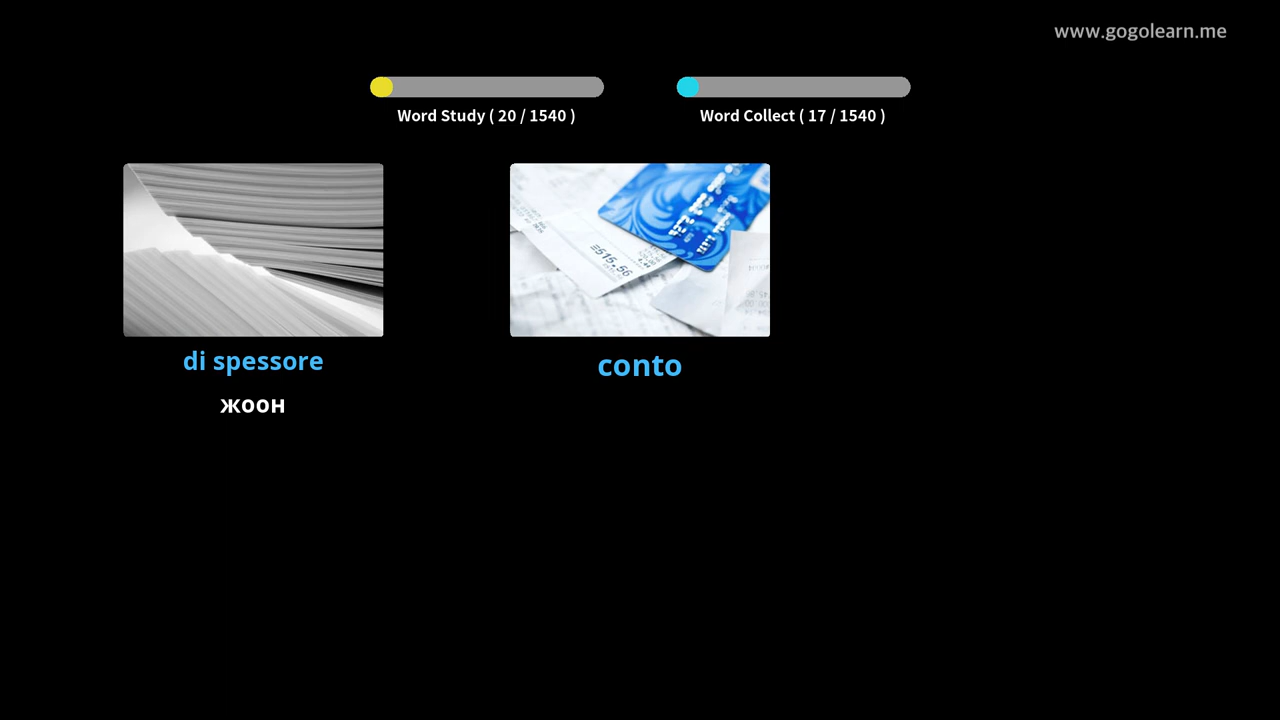 www.gogolearn.me
Word Study ( 20 / 1540 )
Word Collect ( 17 / 1540 )
di spessore
жоон
conto